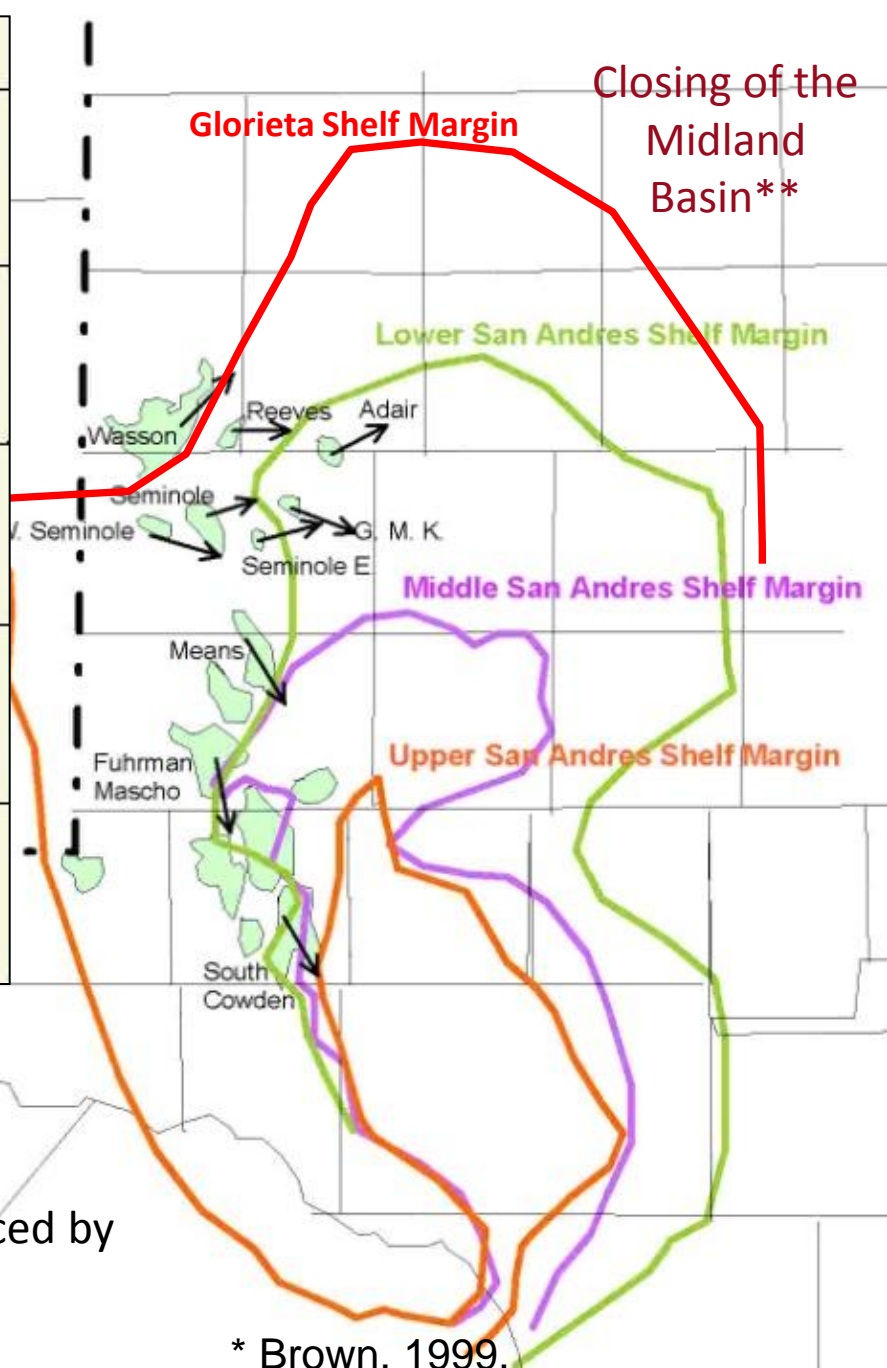 Closing of the
Midland
Basin**
Glorieta Shelf Margin
Lower San Andres Shelf Margin
Reeves
Adair
Wasson
Seminole
Seminole
G. M. K.
Seminole E
Middle San Andres Shelf Margin
Means
Upper San Andres Shelf Margin
Fuhrman
Mascho
South
Cowden
ced by
* Brown, 1999,